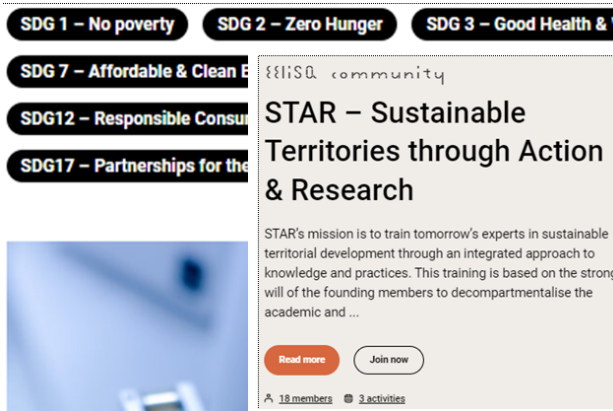 SDG 1 – No poverty
SDG 2 – Zero Hunger
SDG 3 – Good Health &
SDG 7 – Affordable & Clean
SDG12 – Responsible
SDG17 – Partnerships for the
EELISA community
STAR – Sustainable
Territories through Action
& Research
STAR's mission is to train tomorrow's experts in sustainable
territorial development through an integrated approach to
knowledge and practices. This training is based on the strong
will of the founding members to decompartmentalise the
academic and ...
Read more
Join now
18 members
3 activities